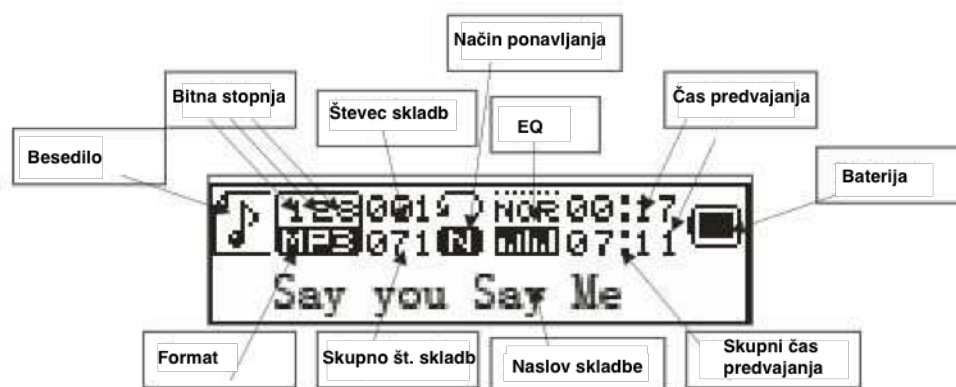 Način ponavljanja
Bitna stopnja
Števec skladb
EQ
Čas predvajanja
Besedilo
Baterija
128 001 NOR 00:17
MP3 071 N 07:11
Say you Say Me
Format
Skupno št. skladb
Naslov skladbe
Skupni čas
predvajanja